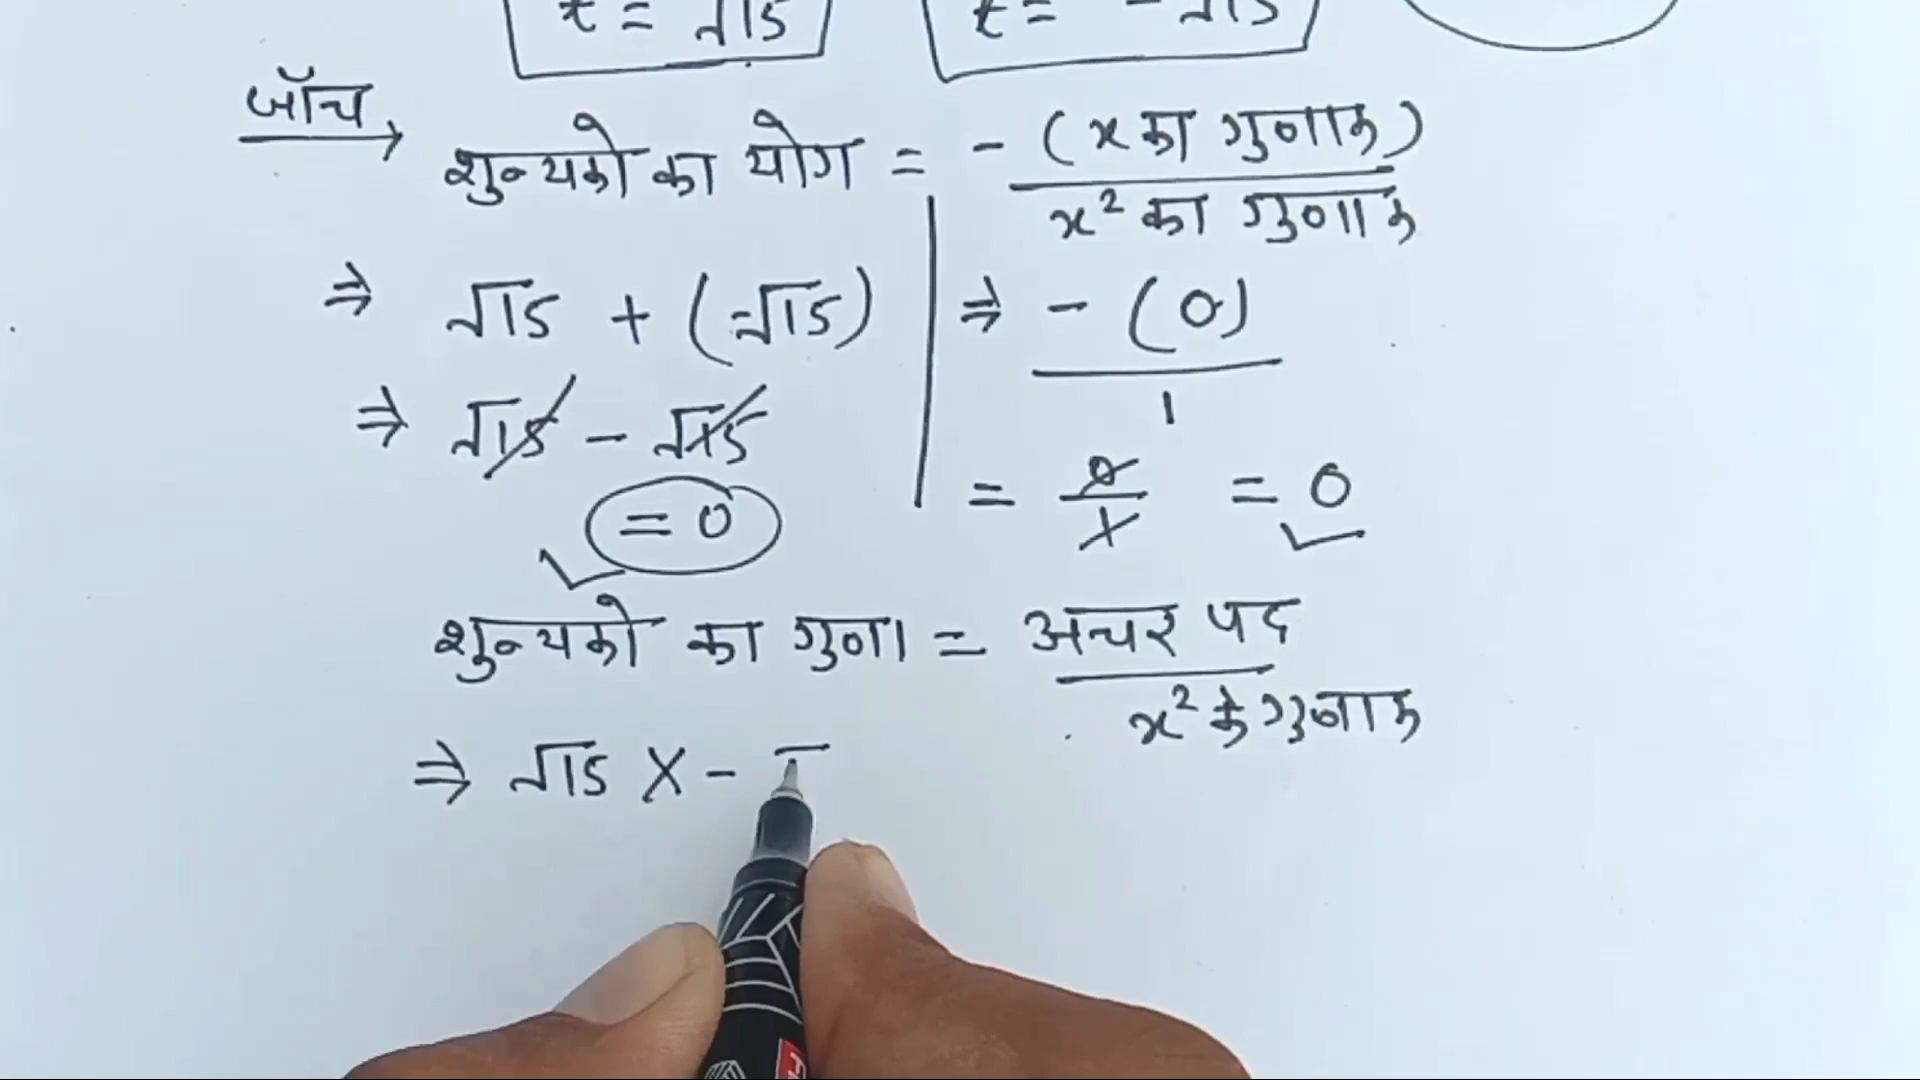 t = √15 t = -√15
जाँच → शुन्यको का योग = - (x का गुणाक)
x² का गुणाक
⇒ √15 + (-√15) ⇒ - (0)
1
⇒ √15 - √15
= 0 = 0/1 = 0
शुन्यको का गुणा = अचर पद
x² के गुणाक
⇒ √15 X -